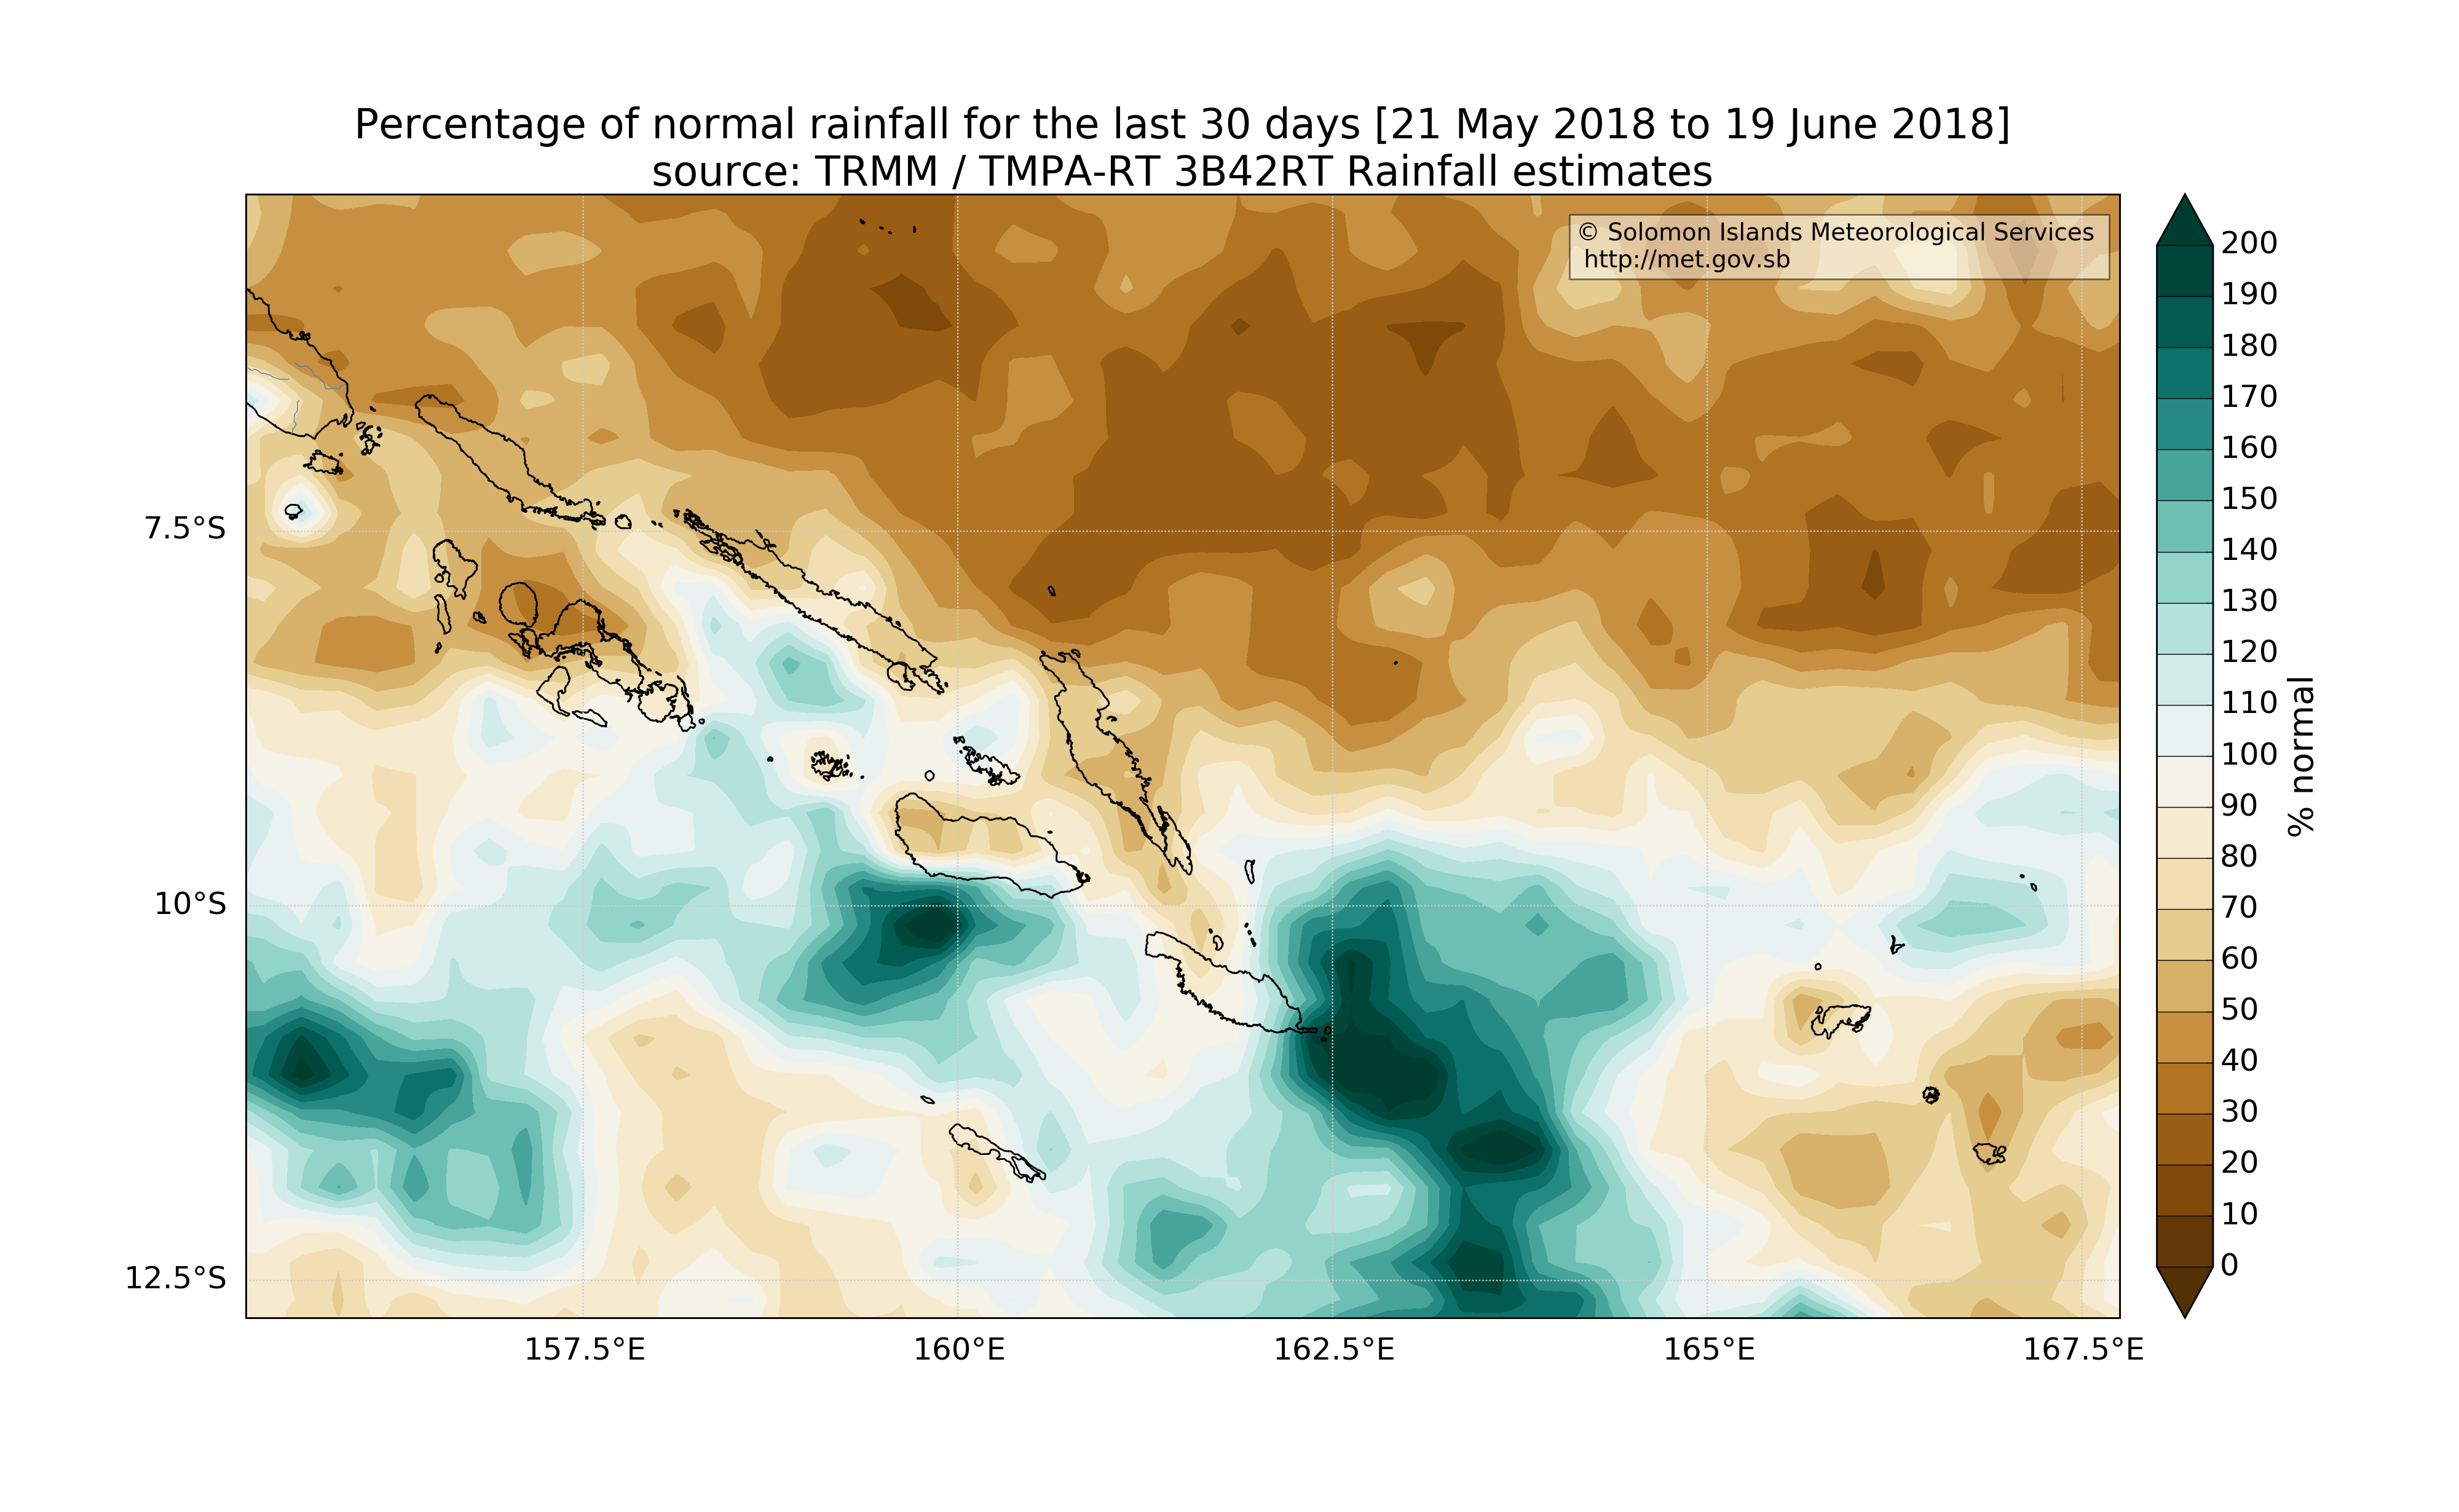 Percentage of normal rainfall for the last 30 days [21 May 2018 to 19 June 2018]
source: TRMM / TMPA-RT 3B42RT Rainfall estimates
© Solomon Islands Meteorological Services
http://met.gov.sb
7.5°S
10°S
12.5°S
157.5°E
160°E
162.5°E
165°E
167.5°E
200
190
180
170
160
150
140
130
120
110
100
90
80
70
60
50
40
30
20
10
0
% normal